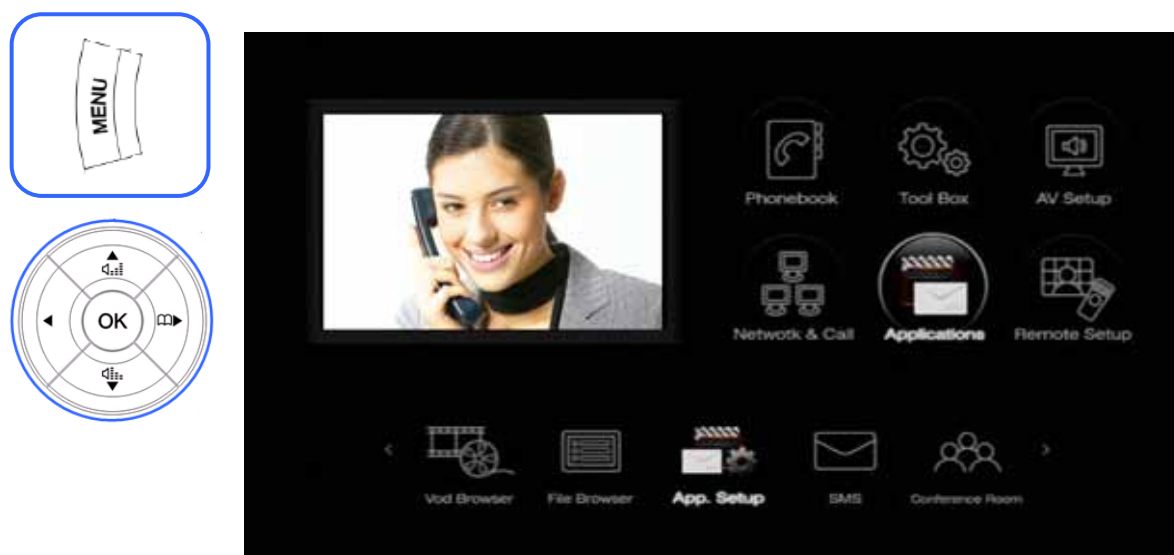 MENU
OK
Phonebook
Tool Box
AV Setup
Netwotk & Call
Applications
Remote Setup
Vod Browser
File Browser
App. Setup
SMS
Conference Room